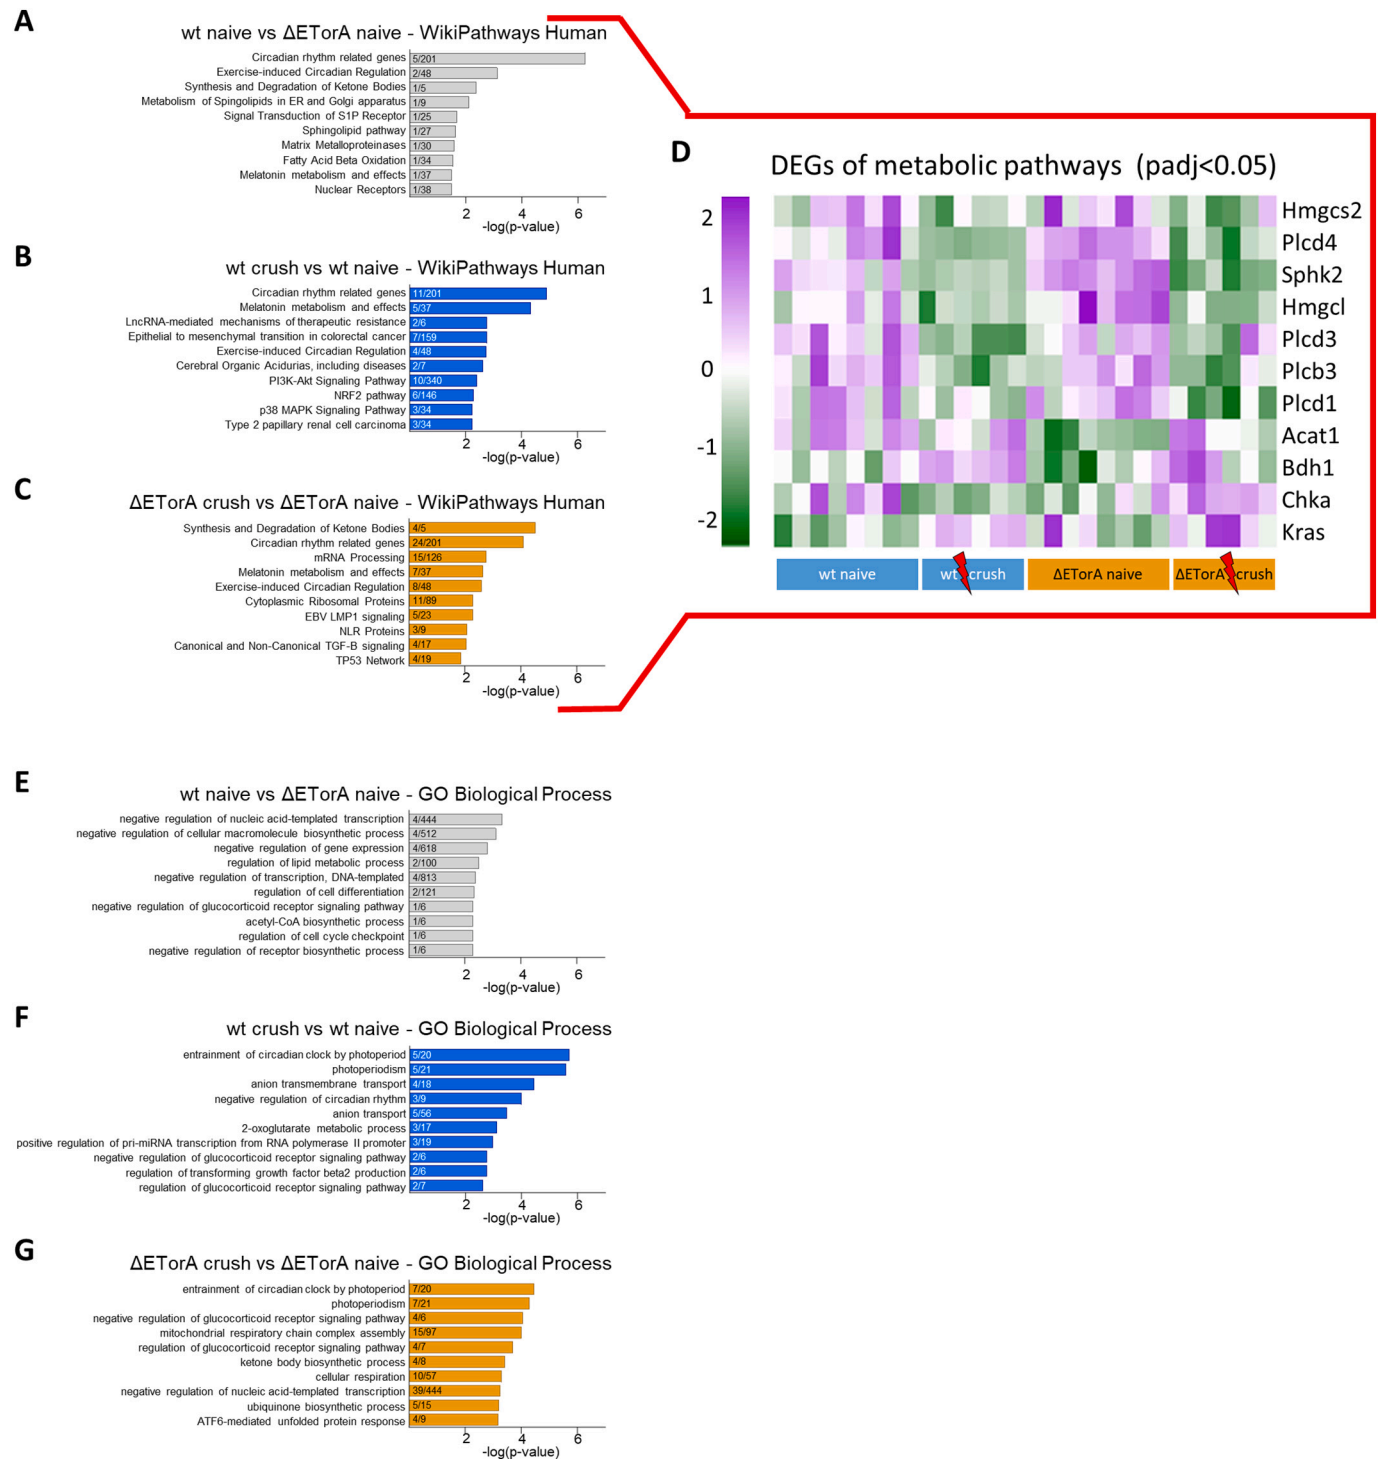 A
wt naive vs ΔETorA naive - WikiPathways Human
Circadian rhythm related genes 5/201
Exercise-induced Circadian Regulation 2/48
Synthesis and Degradation of Ketone Bodies 1/5
Metabolism of Spingolipids in ER and Golgi apparatus 1/9
Signal Transduction of S1P Receptor 1/25
Sphingolipid pathway 1/27
Matrix Metalloproteinases 1/30
Fatty Acid Beta Oxidation 1/34
Melatonin metabolism and effects 1/37
Nuclear Receptors 1/38
2 4 6
-log(p-value)
B
wt crush vs wt naive - WikiPathways Human
Circadian rhythm related genes 11/201
Melatonin metabolism and effects 5/37
LncRNA-mediated mechanisms of therapeutic resistance 2/6
Epithelial to mesenchymal transition in colorectal cancer 7/159
Exercise-induced Circadian Regulation 4/48
Cerebral Organic Acidurias, including diseases 2/7
PI3K-Akt Signaling Pathway 10/340
NRF2 pathway 6/146
p38 MAPK Signaling Pathway 3/34
Type 2 papillary renal cell carcinoma 3/34
2 4 6
-log(p-value)
C
ΔETorA crush vs ΔETorA naive - WikiPathways Human
Synthesis and Degradation of Ketone Bodies 4/5
Circadian rhythm related genes 24/201
mRNA Processing 15/126
Melatonin metabolism and effects 7/37
Exercise-induced Circadian Regulation 8/48
Cytoplasmic Ribosomal Proteins 11/89
EBV LMP1 signaling 5/23
NLR Proteins 3/9
Canonical and Non-Canonical TGF-B signaling 4/17
TP53 Network 4/19
2 4 6
-log(p-value)
D
DEGs of metabolic pathways (padj<0.05)
2
1
0
-1
-2
Hmgcs2
Plcd4
Sphk2
Hmgcl
Plcd3
Plcb3
Plcd1
Acat1
Bdh1
Chka
Kras
wt naive wt crush ΔETorA naive ΔETorA crush
E
wt naive vs ΔETorA naive - GO Biological Process
negative regulation of nucleic acid-templated transcription 4/444
negative regulation of cellular macromolecule biosynthetic process 4/512
negative regulation of gene expression 4/618
regulation of lipid metabolic process 2/100
negative regulation of transcription, DNA-templated 4/813
regulation of cell differentiation 2/121
negative regulation of glucocorticoid receptor signaling pathway 1/6
acetyl-CoA biosynthetic process 1/6
regulation of cell cycle checkpoint 1/6
negative regulation of receptor biosynthetic process 1/6
2 4 6
-log(p-value)
F
wt crush vs wt naive - GO Biological Process
entrainment of circadian clock by photoperiod 5/20
photoperiodism 5/21
anion transmembrane transport 4/18
negative regulation of circadian rhythm 3/9
anion transport 5/56
2-oxoglutarate metabolic process 3/17
positive regulation of pri-miRNA transcription from RNA polymerase II promoter 3/19
negative regulation of glucocorticoid receptor signaling pathway 2/6
regulation of transforming growth factor beta2 production 2/6
regulation of glucocorticoid receptor signaling pathway 2/7
2 4 6
-log(p-value)
G
ΔETorA crush vs ΔETorA naive - GO Biological Process
entrainment of circadian clock by photoperiod 7/20
photoperiodism 7/21
negative regulation of glucocorticoid receptor signaling pathway 4/6
mitochondrial respiratory chain complex assembly 15/97
regulation of glucocorticoid receptor signaling pathway 4/7
ketone body biosynthetic process 4/8
cellular respiration 10/57
negative regulation of nucleic acid-templated transcription 39/444
ubiquinone biosynthetic process 5/15
ATF6-mediated unfolded protein response 4/9
2 4 6
-log(p-value)